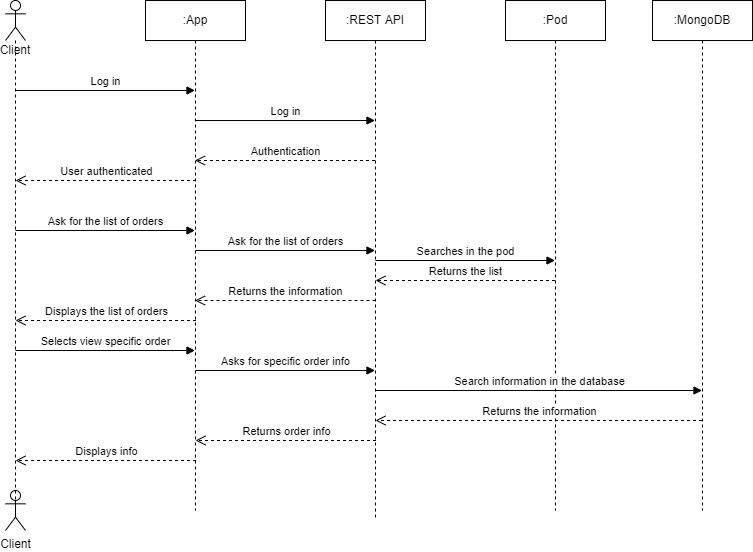 :App
:REST API
:Pod
:MongoDB
Client
Log in
Log in
Authentication
User authenticated
Ask for the list of orders
Ask for the list of orders
Searches in the pod
Returns the list
Returns the information
Displays the list of orders
Selects view specific order
Asks for specific order info
Search information in the database
Returns the information
Returns order info
Displays info
Client